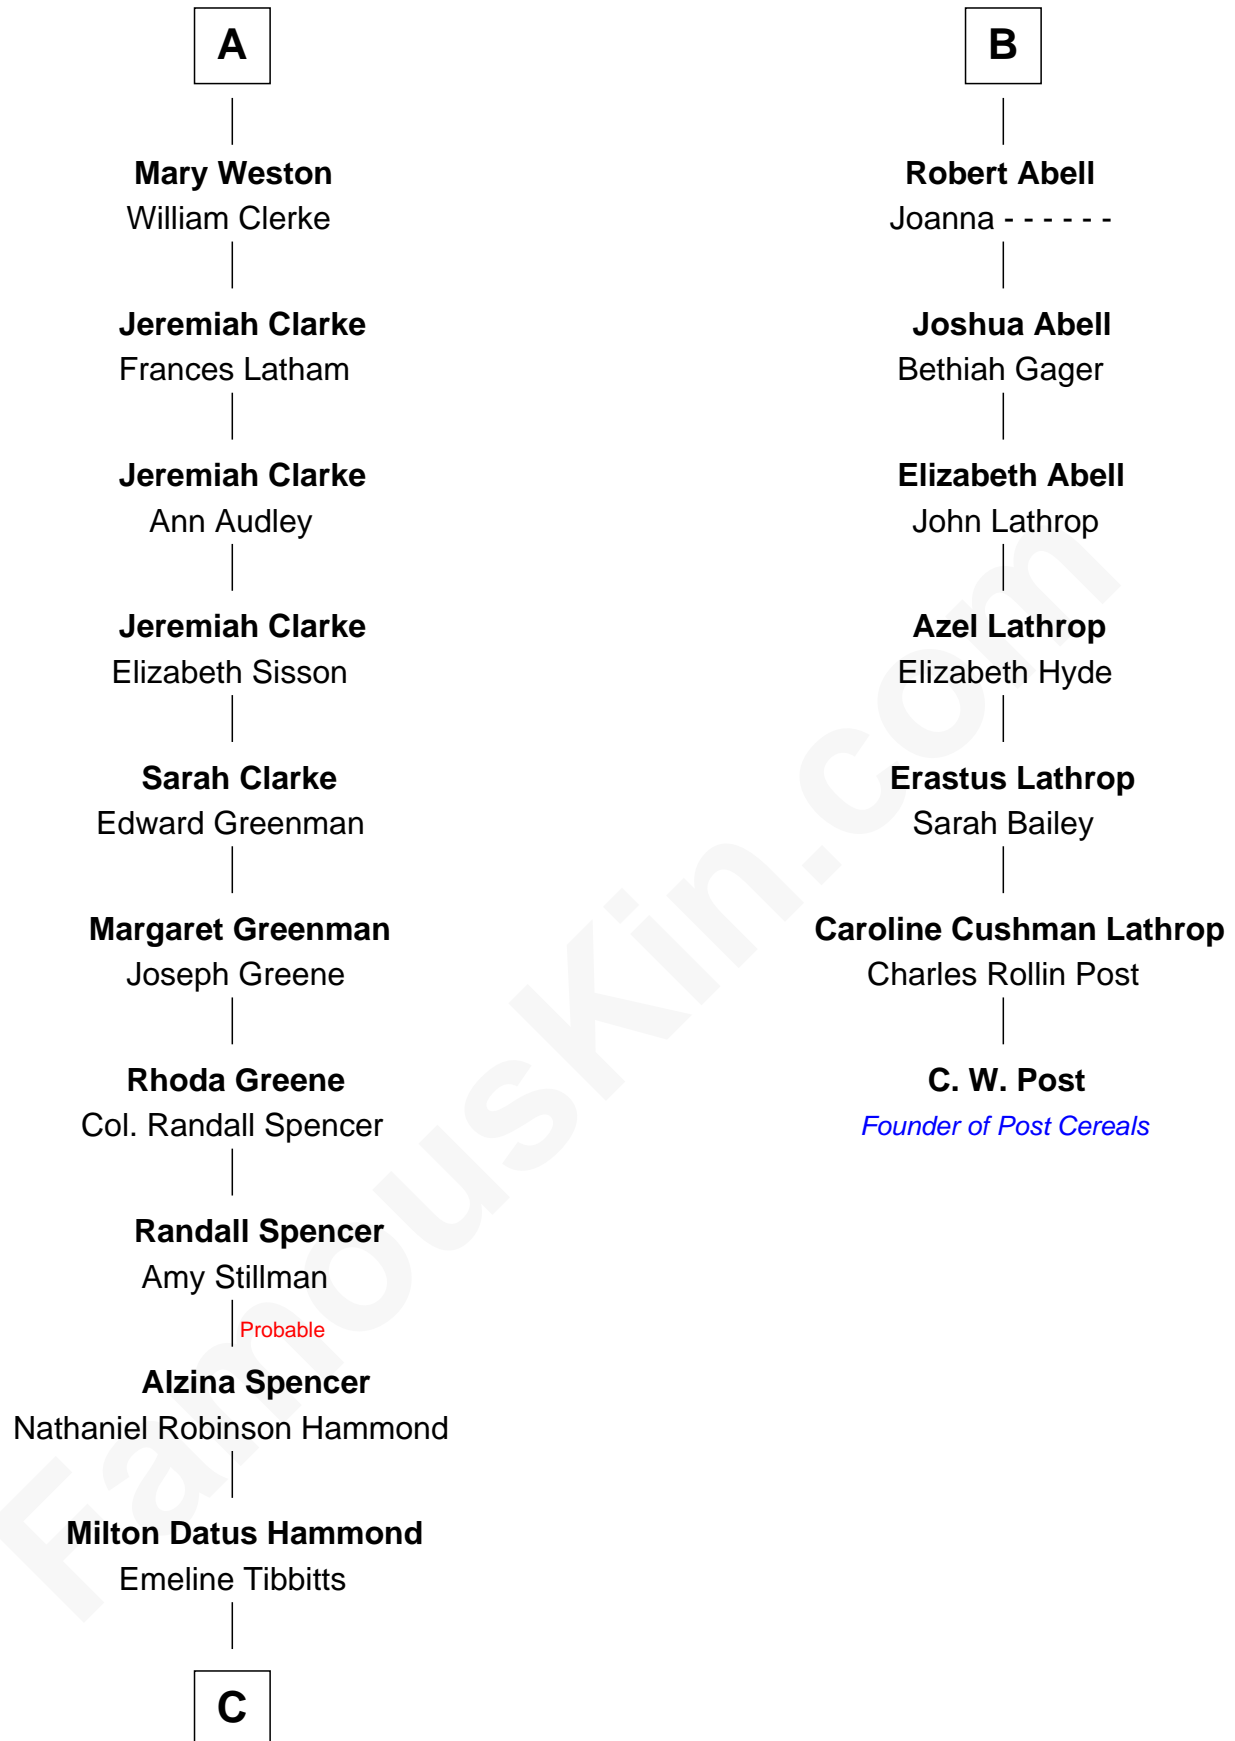 A
Mary Weston
William Clerke
Jeremiah Clarke
Frances Latham
Jeremiah Clarke
Ann Audley
Jeremiah Clarke
Elizabeth Sisson
Sarah Clarke
Edward Greenman
Margaret Greenman
Joseph Greene
Rhoda Greene
Col. Randall Spencer
Randall Spencer
Amy Stillman
Probable
Alzina Spencer
Nathaniel Robinson Hammond
Milton Datus Hammond
Emeline Tibbitts
C
B
Robert Abell
Joanna - - - - - -
Joshua Abell
Bethiah Gager
Elizabeth Abell
John Lathrop
Azel Lathrop
Elizabeth Hyde
Erastus Lathrop
Sarah Bailey
Caroline Cushman Lathrop
Charles Rollin Post
C. W. Post
Founder of Post Cereals
FamousKin.com